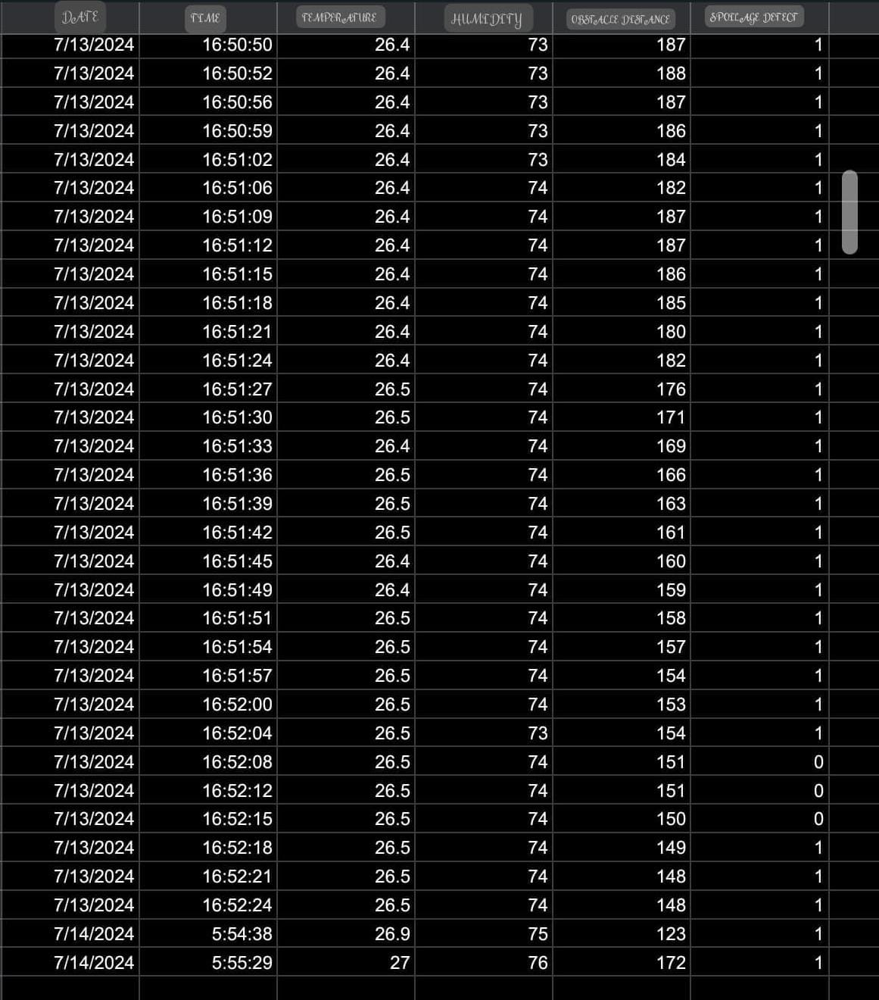 DATE TIME TEMPERATURE HUMIDITY OBSTACLE DISTANCE SPOILAGE DETECT
7/13/2024 16:50:50 26.4 73 187 1
7/13/2024 16:50:52 26.4 73 188 1
7/13/2024 16:50:56 26.4 73 187 1
7/13/2024 16:50:59 26.4 73 186 1
7/13/2024 16:51:02 26.4 73 184 1
7/13/2024 16:51:06 26.4 74 182 1
7/13/2024 16:51:09 26.4 74 187 1
7/13/2024 16:51:12 26.4 74 187 1
7/13/2024 16:51:15 26.4 74 186 1
7/13/2024 16:51:18 26.4 74 185 1
7/13/2024 16:51:21 26.4 74 180 1
7/13/2024 16:51:24 26.4 74 182 1
7/13/2024 16:51:27 26.5 74 176 1
7/13/2024 16:51:30 26.5 74 171 1
7/13/2024 16:51:33 26.4 74 169 1
7/13/2024 16:51:36 26.5 74 166 1
7/13/2024 16:51:39 26.5 74 163 1
7/13/2024 16:51:42 26.5 74 161 1
7/13/2024 16:51:45 26.4 74 160 1
7/13/2024 16:51:49 26.4 74 159 1
7/13/2024 16:51:51 26.5 74 158 1
7/13/2024 16:51:54 26.5 74 157 1
7/13/2024 16:51:57 26.5 74 154 1
7/13/2024 16:52:00 26.5 74 153 1
7/13/2024 16:52:04 26.5 73 154 1
7/13/2024 16:52:08 26.5 74 151 0
7/13/2024 16:52:12 26.5 74 151 0
7/13/2024 16:52:15 26.5 74 150 0
7/13/2024 16:52:18 26.5 74 149 1
7/13/2024 16:52:21 26.5 74 148 1
7/13/2024 16:52:24 26.5 74 148 1
7/14/2024 5:54:38 26.9 75 123 1
7/14/2024 5:55:29 27 76 172 1